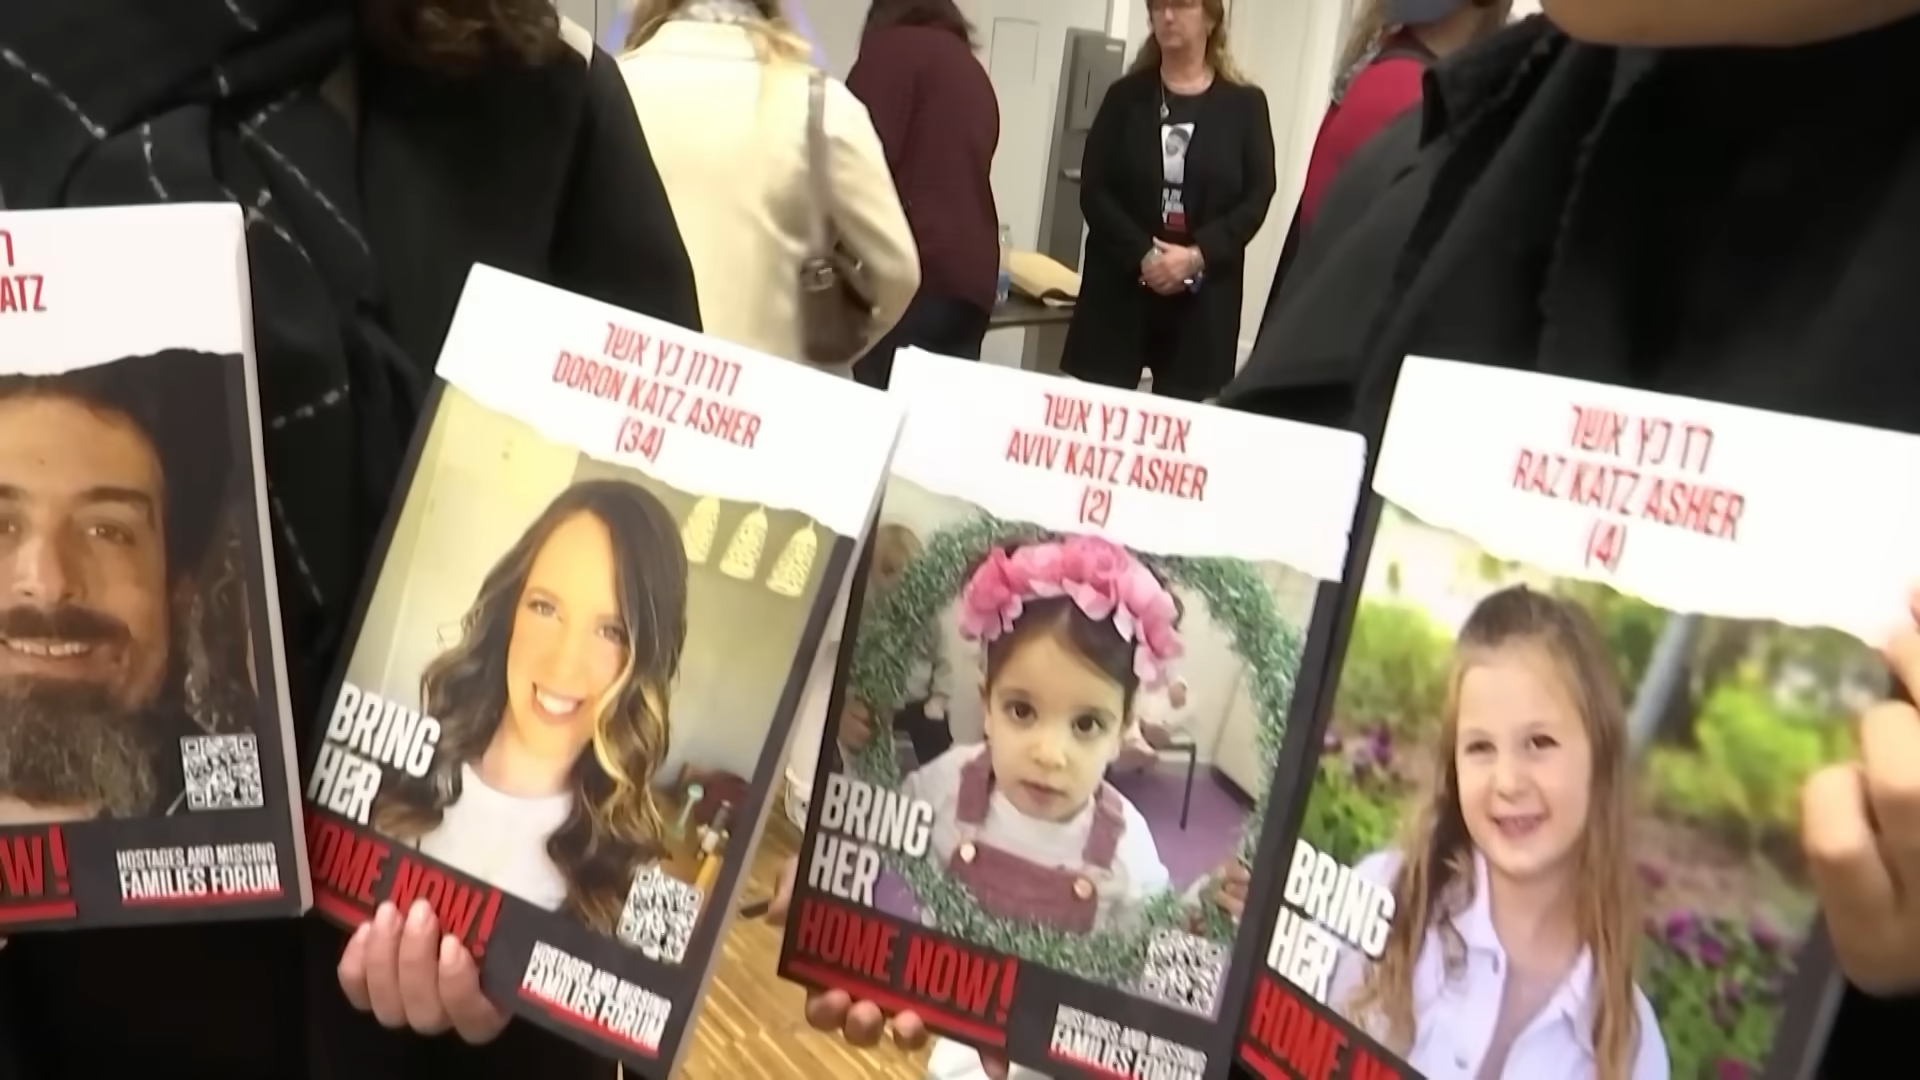 ATZ
OW!
HOSTAGES AND MISSING
FAMILIES FORUM
דורון כץ אשר
DORON KATZ ASHER
(34)
BRING
HER
HOME NOW!
HOSTAGES AND MISSING
FAMILIES FORUM
אביב כץ אשר
AVIV KATZ ASHER
(2)
BRING
HER
HOME NOW!
HOSTAGES AND MISSING
FAMILIES FORUM
רז כץ אשר
RAZ KATZ ASHER
(4)
BRING
HER
HOME N